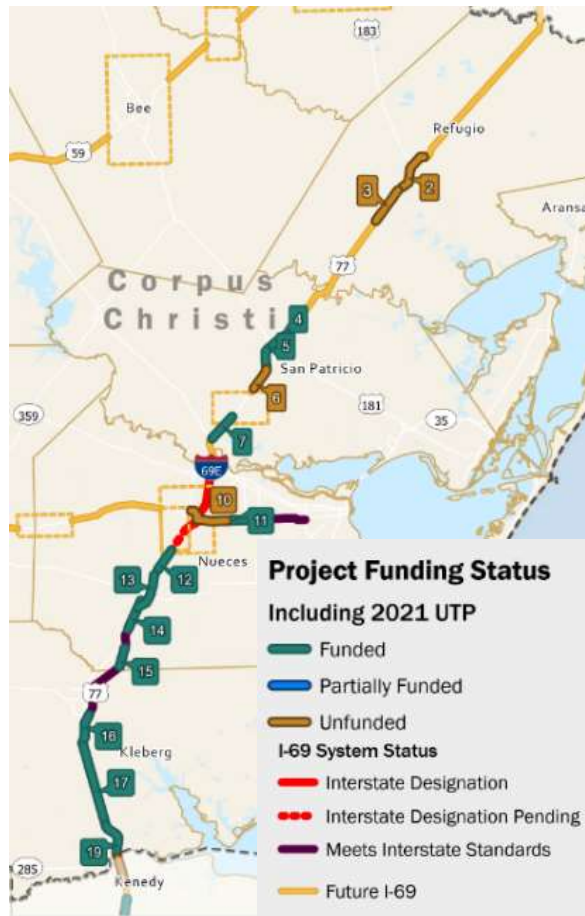 183
Bee
59
Refugio
3
2
Aransa
77
Corpus
Christi
4
5
San Patricio
6
359
181
35
7
69E
10
11
Nueces
13
12
14
15
77
16
Kleberg
17
19
285
Kenedy
Project Funding Status
Including 2021 UTP
Funded
Partially Funded
Unfunded
I-69 System Status
Interstate Designation
Interstate Designation Pending
Meets Interstate Standards
Future I-69